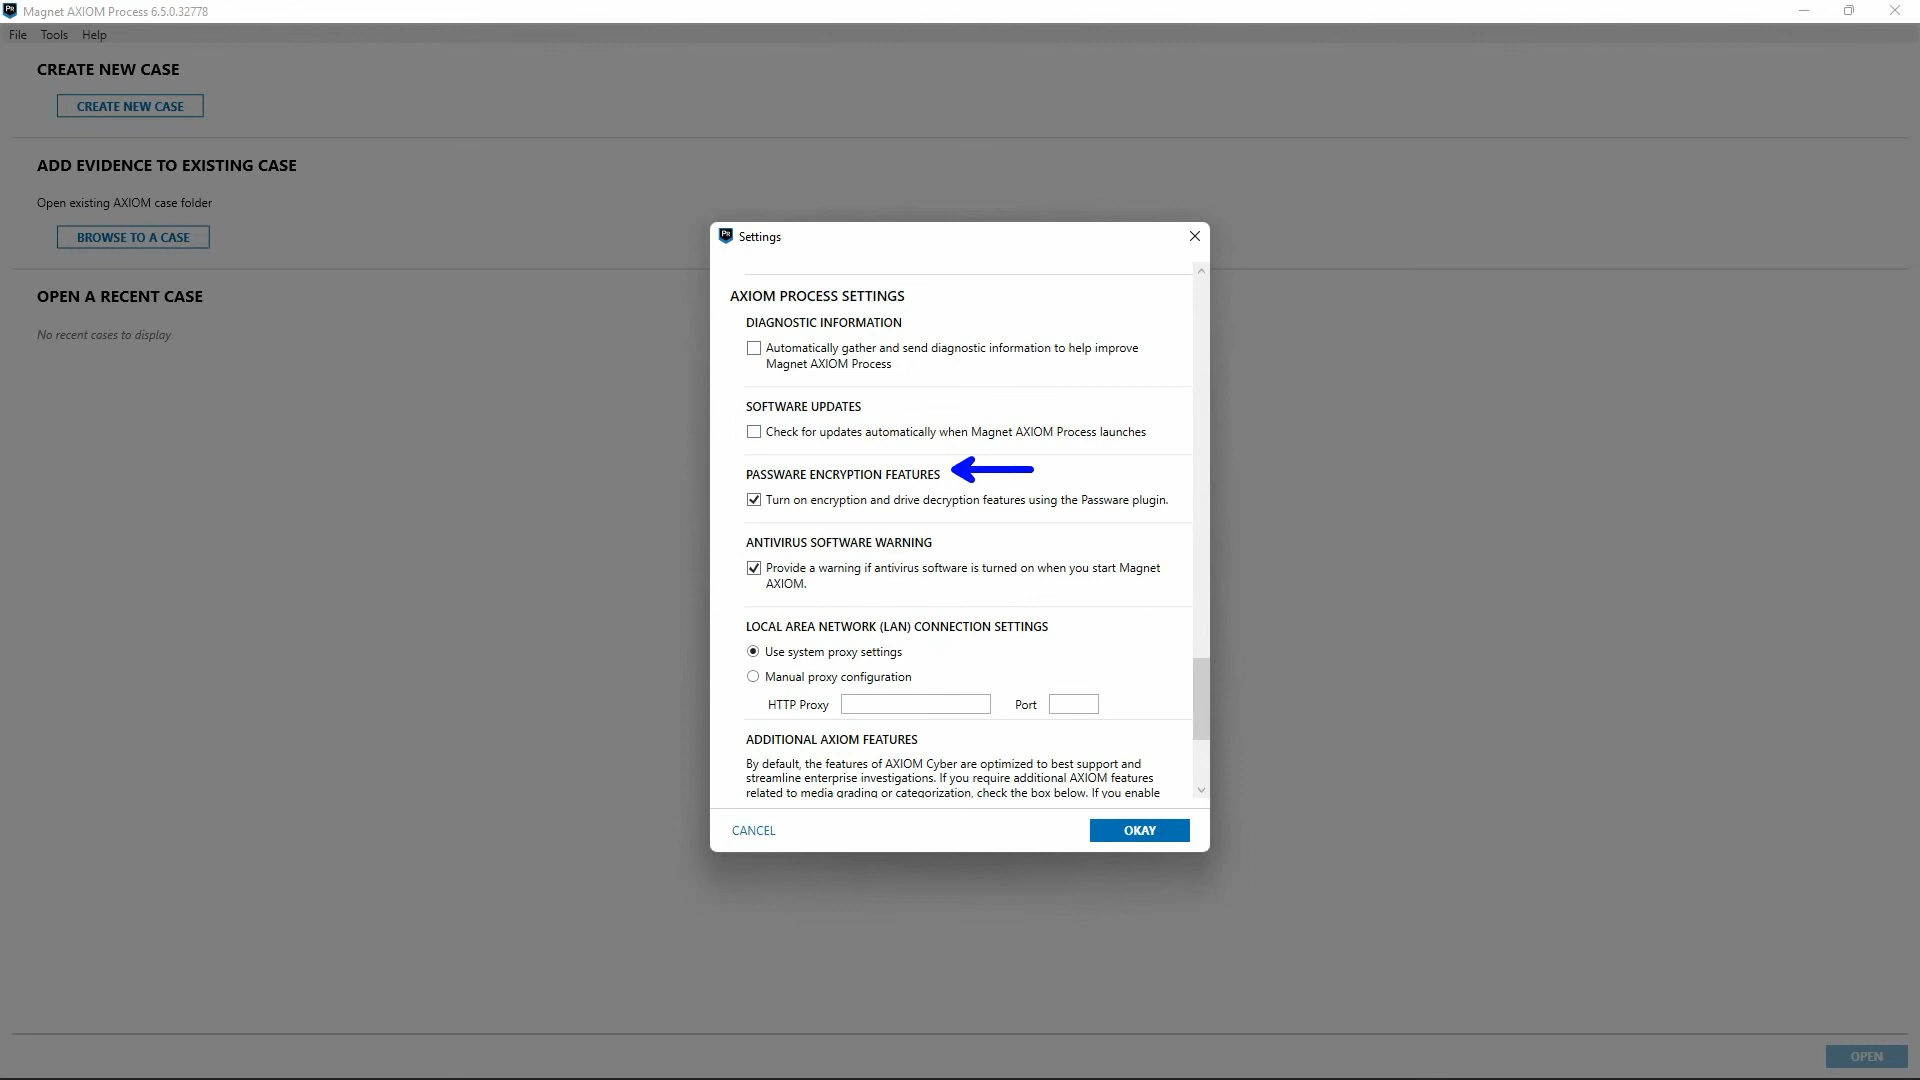 Magnet AXIOM Process 6.5.0.32778
File Tools Help
CREATE NEW CASE
CREATE NEW CASE
ADD EVIDENCE TO EXISTING CASE
Open existing AXIOM case folder
BROWSE TO A CASE
OPEN A RECENT CASE
No recent cases to display
Settings
AXIOM PROCESS SETTINGS
DIAGNOSTIC INFORMATION
Automatically gather and send diagnostic information to help improve
Magnet AXIOM Process
SOFTWARE UPDATES
Check for updates automatically when Magnet AXIOM Process launches
PASSWARE ENCRYPTION FEATURES
Turn on encryption and drive decryption features using the Passware plugin.
ANTIVIRUS SOFTWARE WARNING
Provide a warning if antivirus software is turned on when you start Magnet
AXIOM.
LOCAL AREA NETWORK (LAN) CONNECTION SETTINGS
Use system proxy settings
Manual proxy configuration
HTTP Proxy Port
ADDITIONAL AXIOM FEATURES
By default, the features of AXIOM Cyber are optimized to best support and
streamline enterprise investigations. If you require additional AXIOM features
related to media grading or categorization, check the box below. If you enable
CANCEL OKAY
OPEN